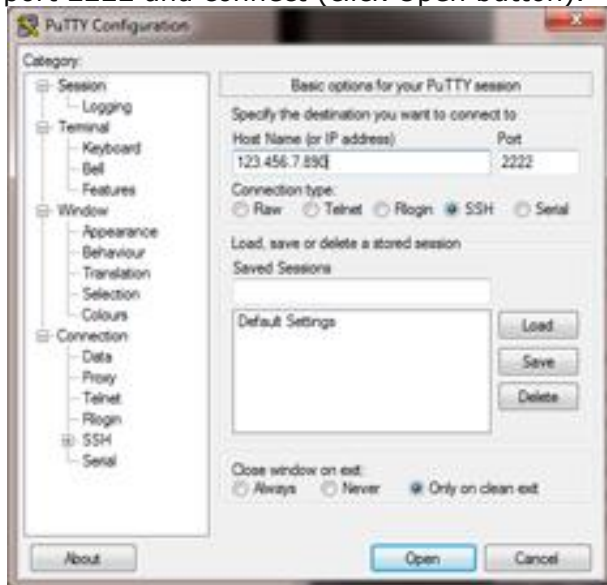 port 2222 and connect (click Open button).
PuTTY Configuration
Category:
Session
Logging
Terminal
Keyboard
Bell
Features
Window
Appearance
Behaviour
Translation
Selection
Colours
Connection
Data
Proxy
Telnet
Rlogin
SSH
Serial
Basic options for your PuTTY session
Specify the destination you want to connect to
Host Name (or IP address) Port
123.456.7.890 2222
Connection type:
Raw Telnet Rlogin SSH Serial
Load, save or delete a stored session
Saved Sessions
Default Settings
Load
Save
Delete
Close window on exit:
Always Never Only on clean exit
About Open Cancel